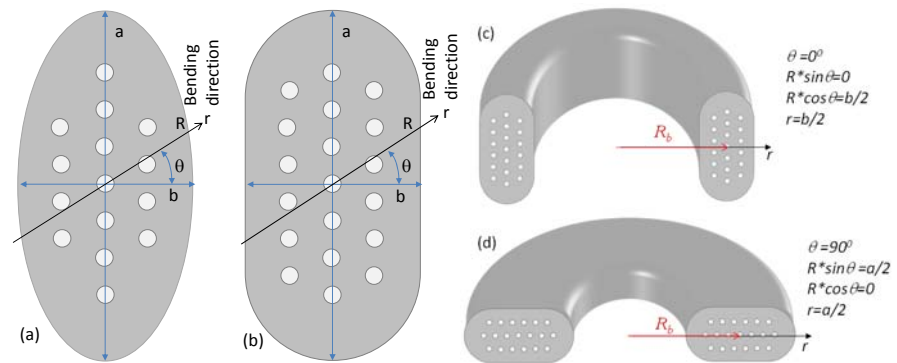 a
Bending
direction
r
R
θ
b
(a)
a
Bending
direction
r
R
θ
b
(b)
(c)
θ=0⁰
R*sinθ=0
R*cosθ=b/2
r=b/2
R_b
r
(d)
θ=90⁰
R*sinθ=a/2
R*cosθ=0
r=a/2
R_b
r